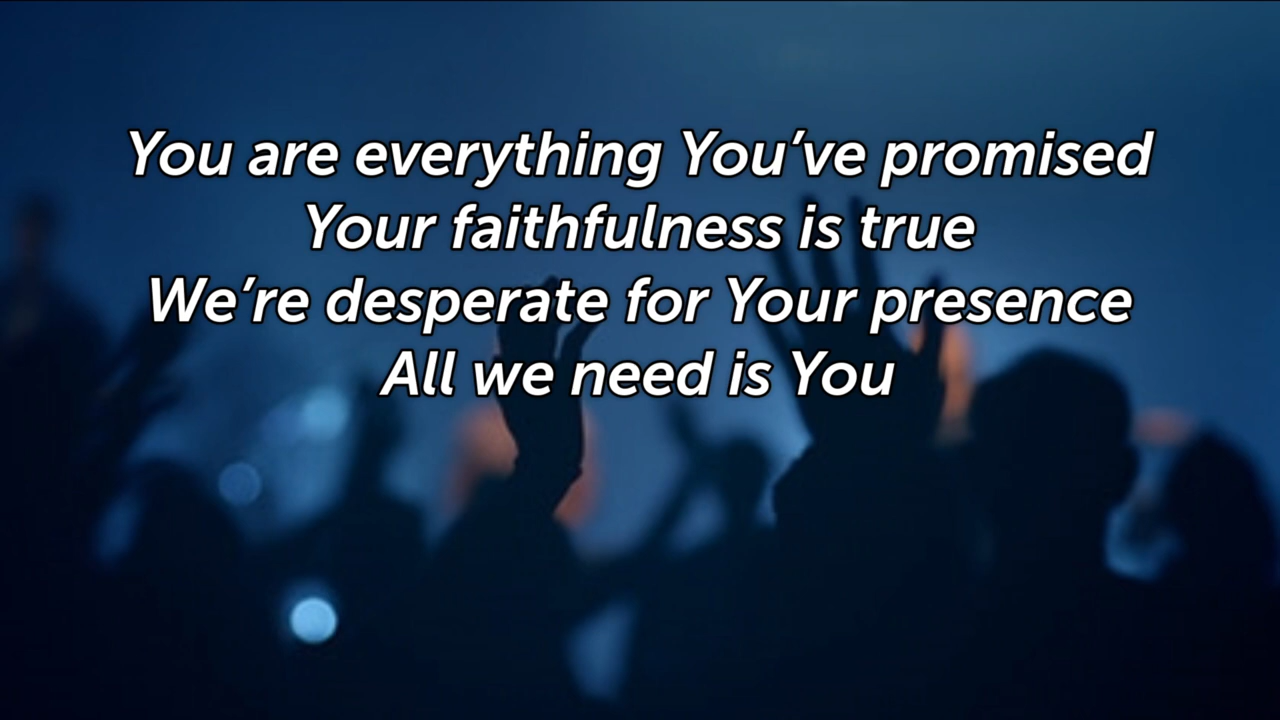 You are everything You’ve promised
Your faithfulness is true
We’re desperate for Your presence
All we need is You